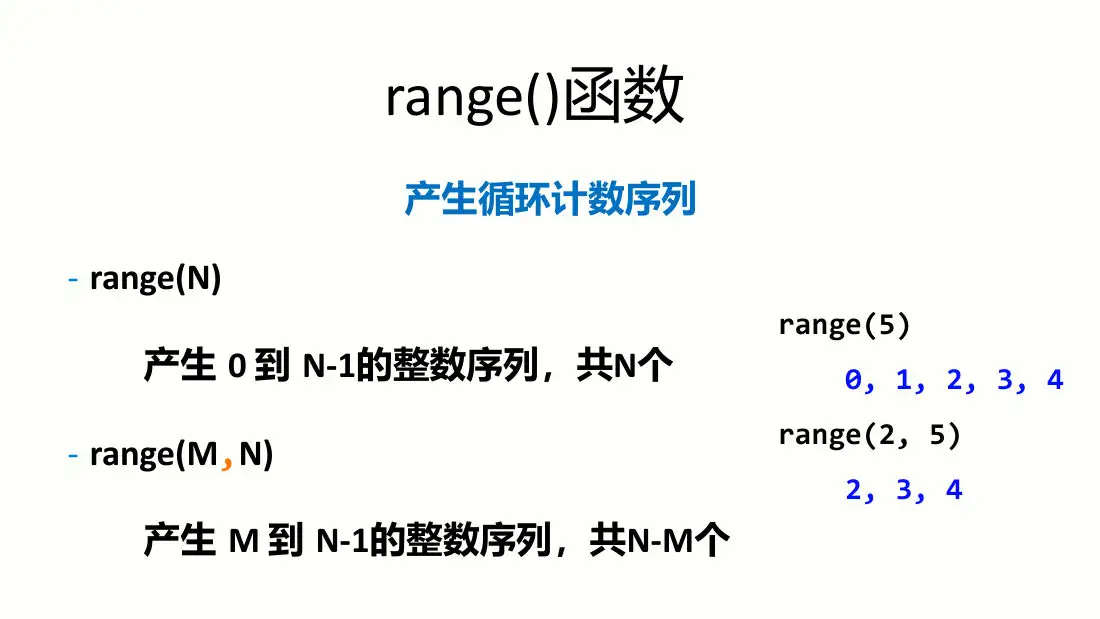 range()函数
产生循环计数序列
- range(N)
产生 0 到 N-1的整数序列，共N个
range(5)
0, 1, 2, 3, 4
- range(M,N)
产生 M 到 N-1的整数序列，共N-M个
range(2, 5)
2, 3, 4